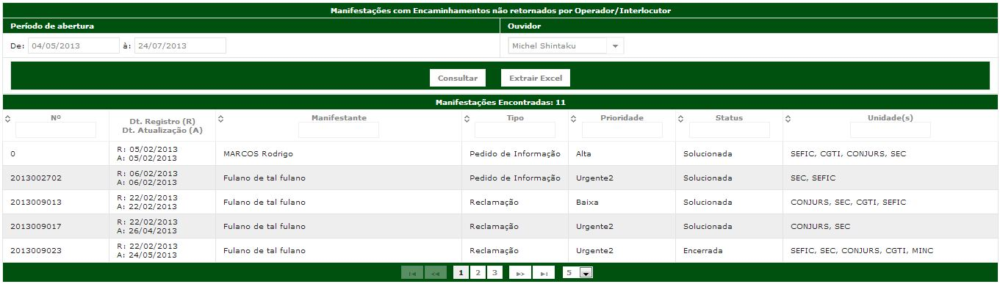 Manifestações com Encaminhamentos não retornados por Operador/Interlocutor
Período de abertura Ouvidor
De: 04/05/2013 à: 24/07/2013 Michel Shintaku
Consultar Extrair Excel
Manifestações Encontradas: 11
Nº Dt. Registro (R) Manifestante Tipo Prioridade Status Unidade(s)
Dt. Atualização (A)
0 R: 05/02/2013 MARCOS Rodrigo Pedido de Informação Alta Solucionada SEFIC, CGTI, CONJURS, SEC
A: 05/02/2013
2013002702 R: 06/02/2013 Fulano de tal fulano Pedido de Informação Urgente2 Solucionada SEC, SEFIC
A: 06/02/2013
2013009013 R: 22/02/2013 Fulano de tal fulano Reclamação Baixa Solucionada CONJURS, SEC, CGTI, SEFIC
A: 22/02/2013
2013009017 R: 22/02/2013 Fulano de tal fulano Reclamação Urgente2 Solucionada CONJURS, SEC
A: 26/04/2013
2013009023 R: 22/02/2013 Fulano de tal fulano Reclamação Urgente2 Encerrada SEFIC, SEC, CONJURS, CGTI, MINC
A: 24/05/2013
1 2 3 5